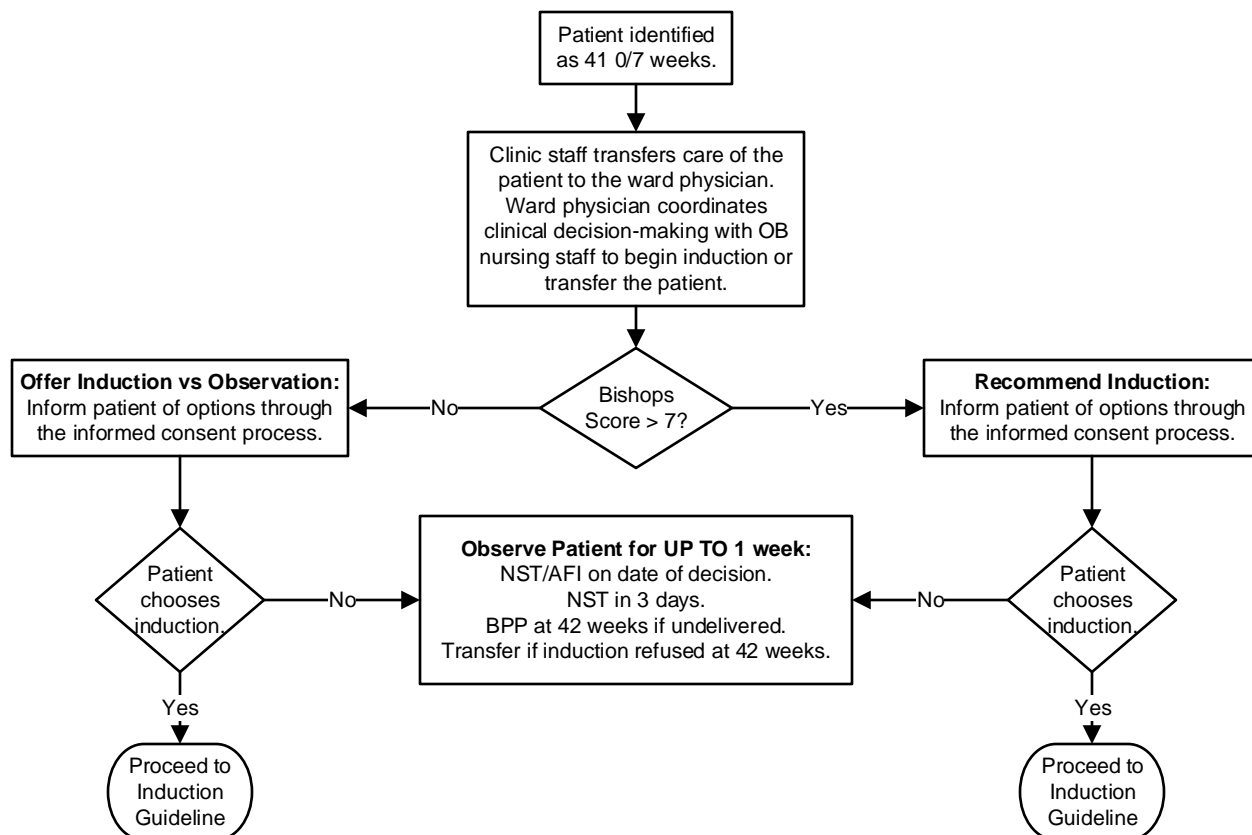 Patient identified
as 41 0/7 weeks.
Clinic staff transfers care of the
patient to the ward physician.
Ward physician coordinates
clinical decision-making with OB
nursing staff to begin induction or
transfer the patient.
Bishops
Score > 7?
No
Yes
Offer Induction vs Observation:
Inform patient of options through
the informed consent process.
Recommend Induction:
Inform patient of options through
the informed consent process.
Patient
chooses
induction.
No
Observe Patient for UP TO 1 week:
NST/AFI on date of decision.
NST in 3 days.
BPP at 42 weeks if undelivered.
Transfer if induction refused at 42 weeks.
No
Patient
chooses
induction.
Yes
Yes
Proceed to
Induction
Guideline
Proceed to
Induction
Guideline